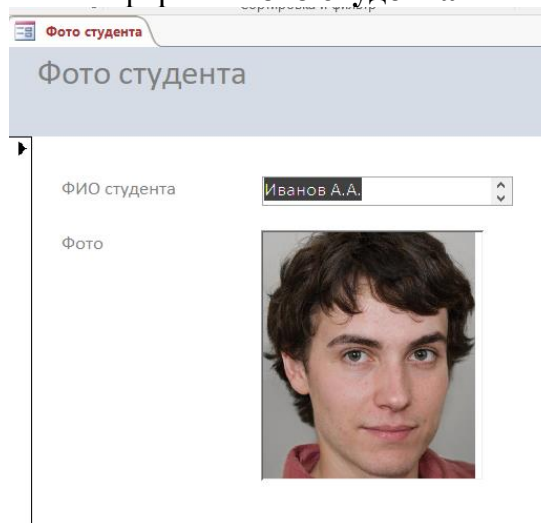 Фото студента
Фото студента
ФИО студента
Иванов А.А.
Фото